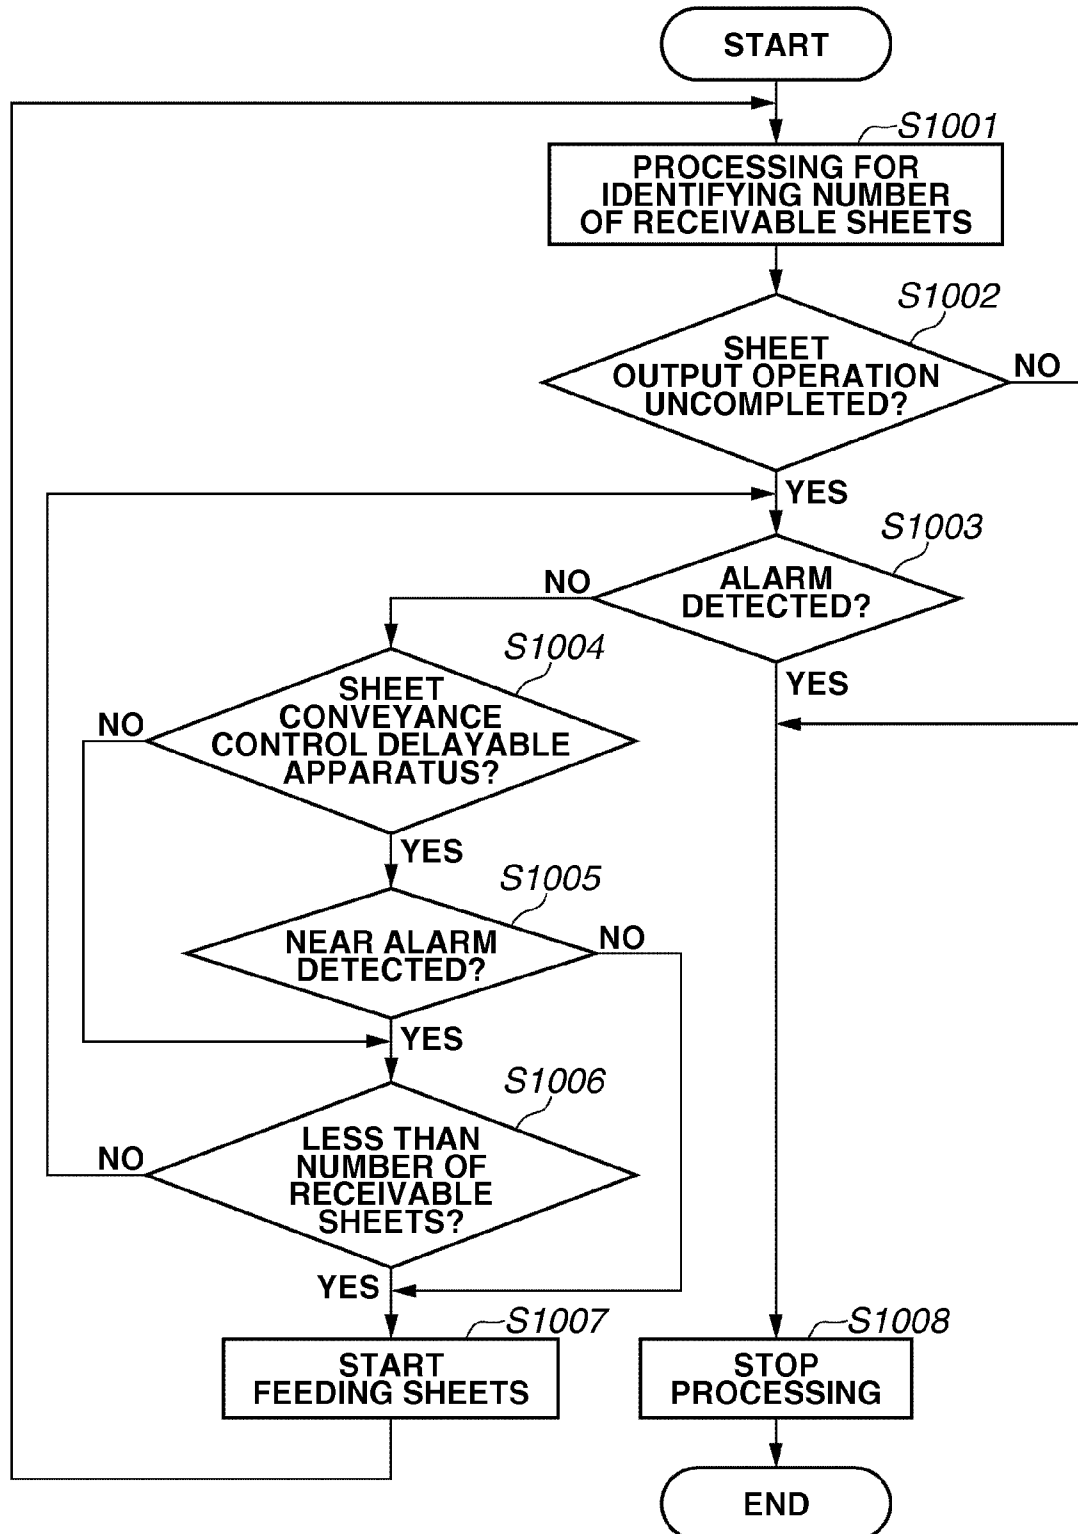 START
S1001
PROCESSING FOR
IDENTIFYING NUMBER
OF RECEIVABLE SHEETS
S1002
SHEET
OUTPUT OPERATION
UNCOMPLETED?
NO
YES
S1003
ALARM
DETECTED?
NO
YES
S1004
SHEET
CONVEYANCE
CONTROL DELAYABLE
APPARATUS?
NO
YES
S1005
NEAR ALARM
DETECTED?
NO
YES
S1006
LESS THAN
NUMBER OF
RECEIVABLE
SHEETS?
NO
YES
S1007
START
FEEDING SHEETS
S1008
STOP
PROCESSING
END